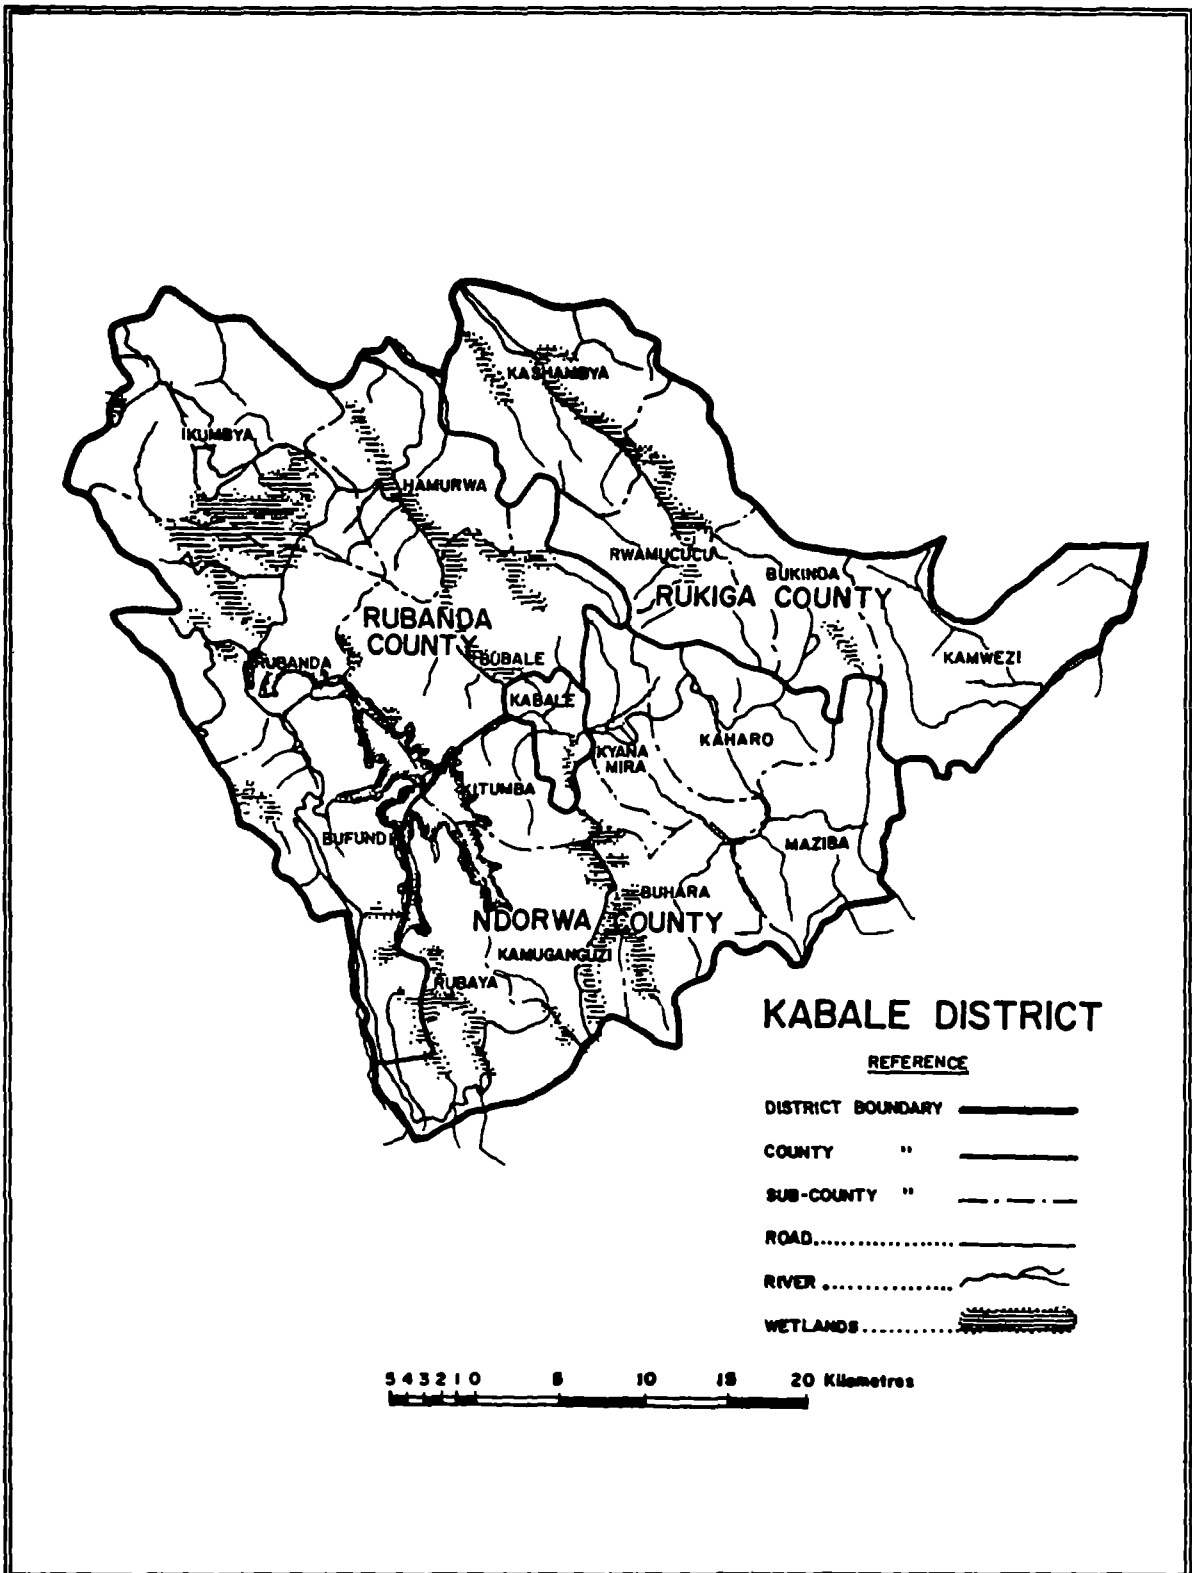 KASHAMBYA
IKUMBYA
HAMURWA
RWAMUCUCU
BUKINDA
RUKIGA COUNTY
RUBANDA
COUNTY
RUBANDA
BUBALE
KAMWEZI
KABALE
KAHARO
KYANA
MIRA
KITUMBA
BUFUNDI
MAZIBA
BUHARA
NDORWA COUNTY
KAMUGANGUZI
RUBAYA
KABALE DISTRICT
REFERENCE
DISTRICT BOUNDARY
COUNTY "
SUB-COUNTY "
ROAD..................
RIVER ................
WETLANDS............
5 4 3 2 1 0 5 10 15 20 Kilometres